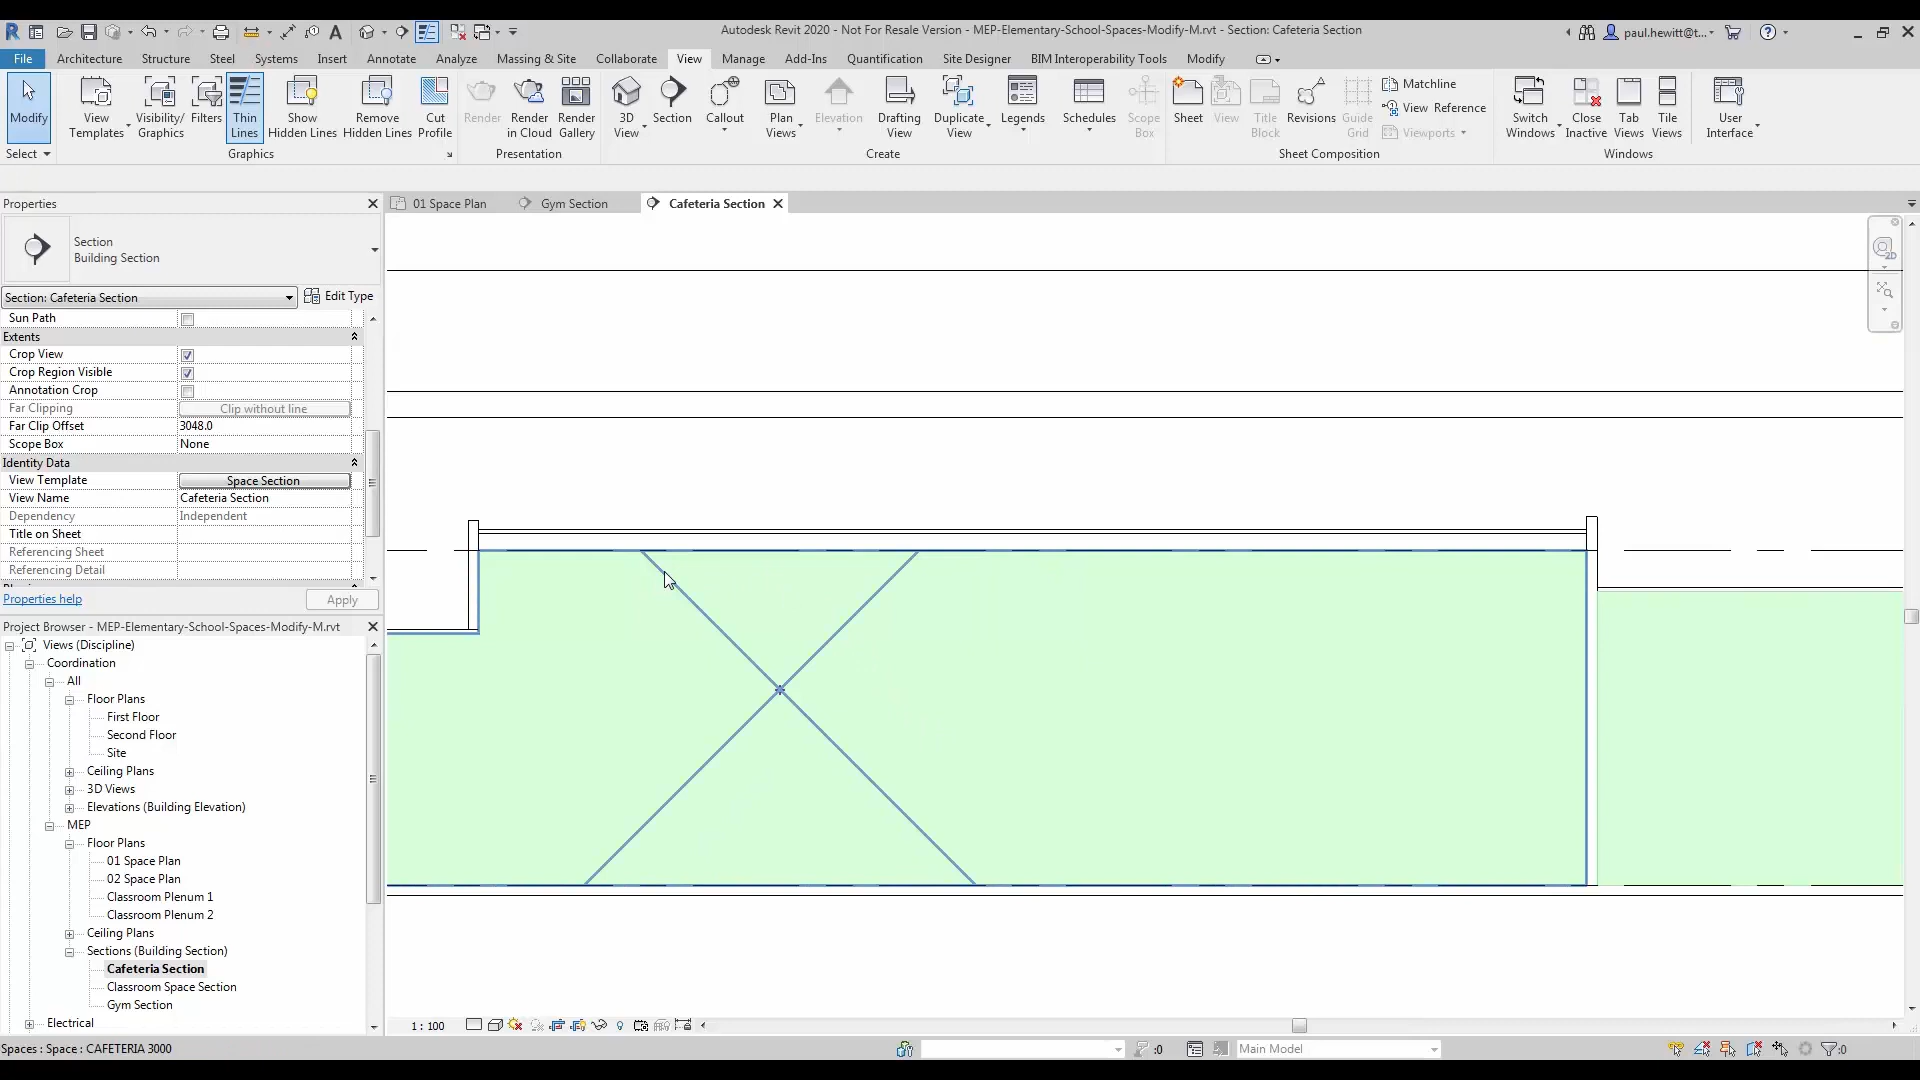 Autodesk Revit 2020 - Not For Resale Version - MEP-Elementary-School-Spaces-Modify-M.rvt - Section: Cafeteria Section
paul.hewitt@t...
File Architecture Structure Steel Systems Insert Annotate Analyze Massing & Site Collaborate View Manage Add-Ins Quantification Site Designer BIM Interoperability Tools Modify
Modify
View Templates
Visibility/ Graphics
Filters
Thin Lines
Show Hidden Lines
Remove Hidden Lines
Cut Profile
Render
Render in Cloud
Render Gallery
3D View
Section
Callout
Plan Views
Elevation
Drafting View
Duplicate View
Legends
Schedules
Scope Box
Sheet
View
Title Block
Revisions
Guide Grid
Matchline
View Reference
Viewports
Switch Windows
Close Inactive
Tab Views
Tile Views
User Interface
Select Graphics Presentation Create Sheet Composition Windows
Properties
01 Space Plan Gym Section Cafeteria Section
Section
Building Section
Section: Cafeteria Section Edit Type
Sun Path
Extents
Crop View
Crop Region Visible
Annotation Crop
Far Clipping Clip without line
Far Clip Offset 3048.0
Scope Box None
Identity Data
View Template Space Section
View Name Cafeteria Section
Dependency Independent
Title on Sheet
Referencing Sheet
Referencing Detail
Properties help Apply
Project Browser - MEP-Elementary-School-Spaces-Modify-M.rvt
Views (Discipline)
Coordination
All
Floor Plans
First Floor
Second Floor
Site
Ceiling Plans
3D Views
Elevations (Building Elevation)
MEP
Floor Plans
01 Space Plan
02 Space Plan
Classroom Plenum 1
Classroom Plenum 2
Ceiling Plans
Sections (Building Section)
Cafeteria Section
Classroom Space Section
Gym Section
Electrical
1 : 100
Spaces : Space : CAFETERIA 3000
:0
Main Model
:0